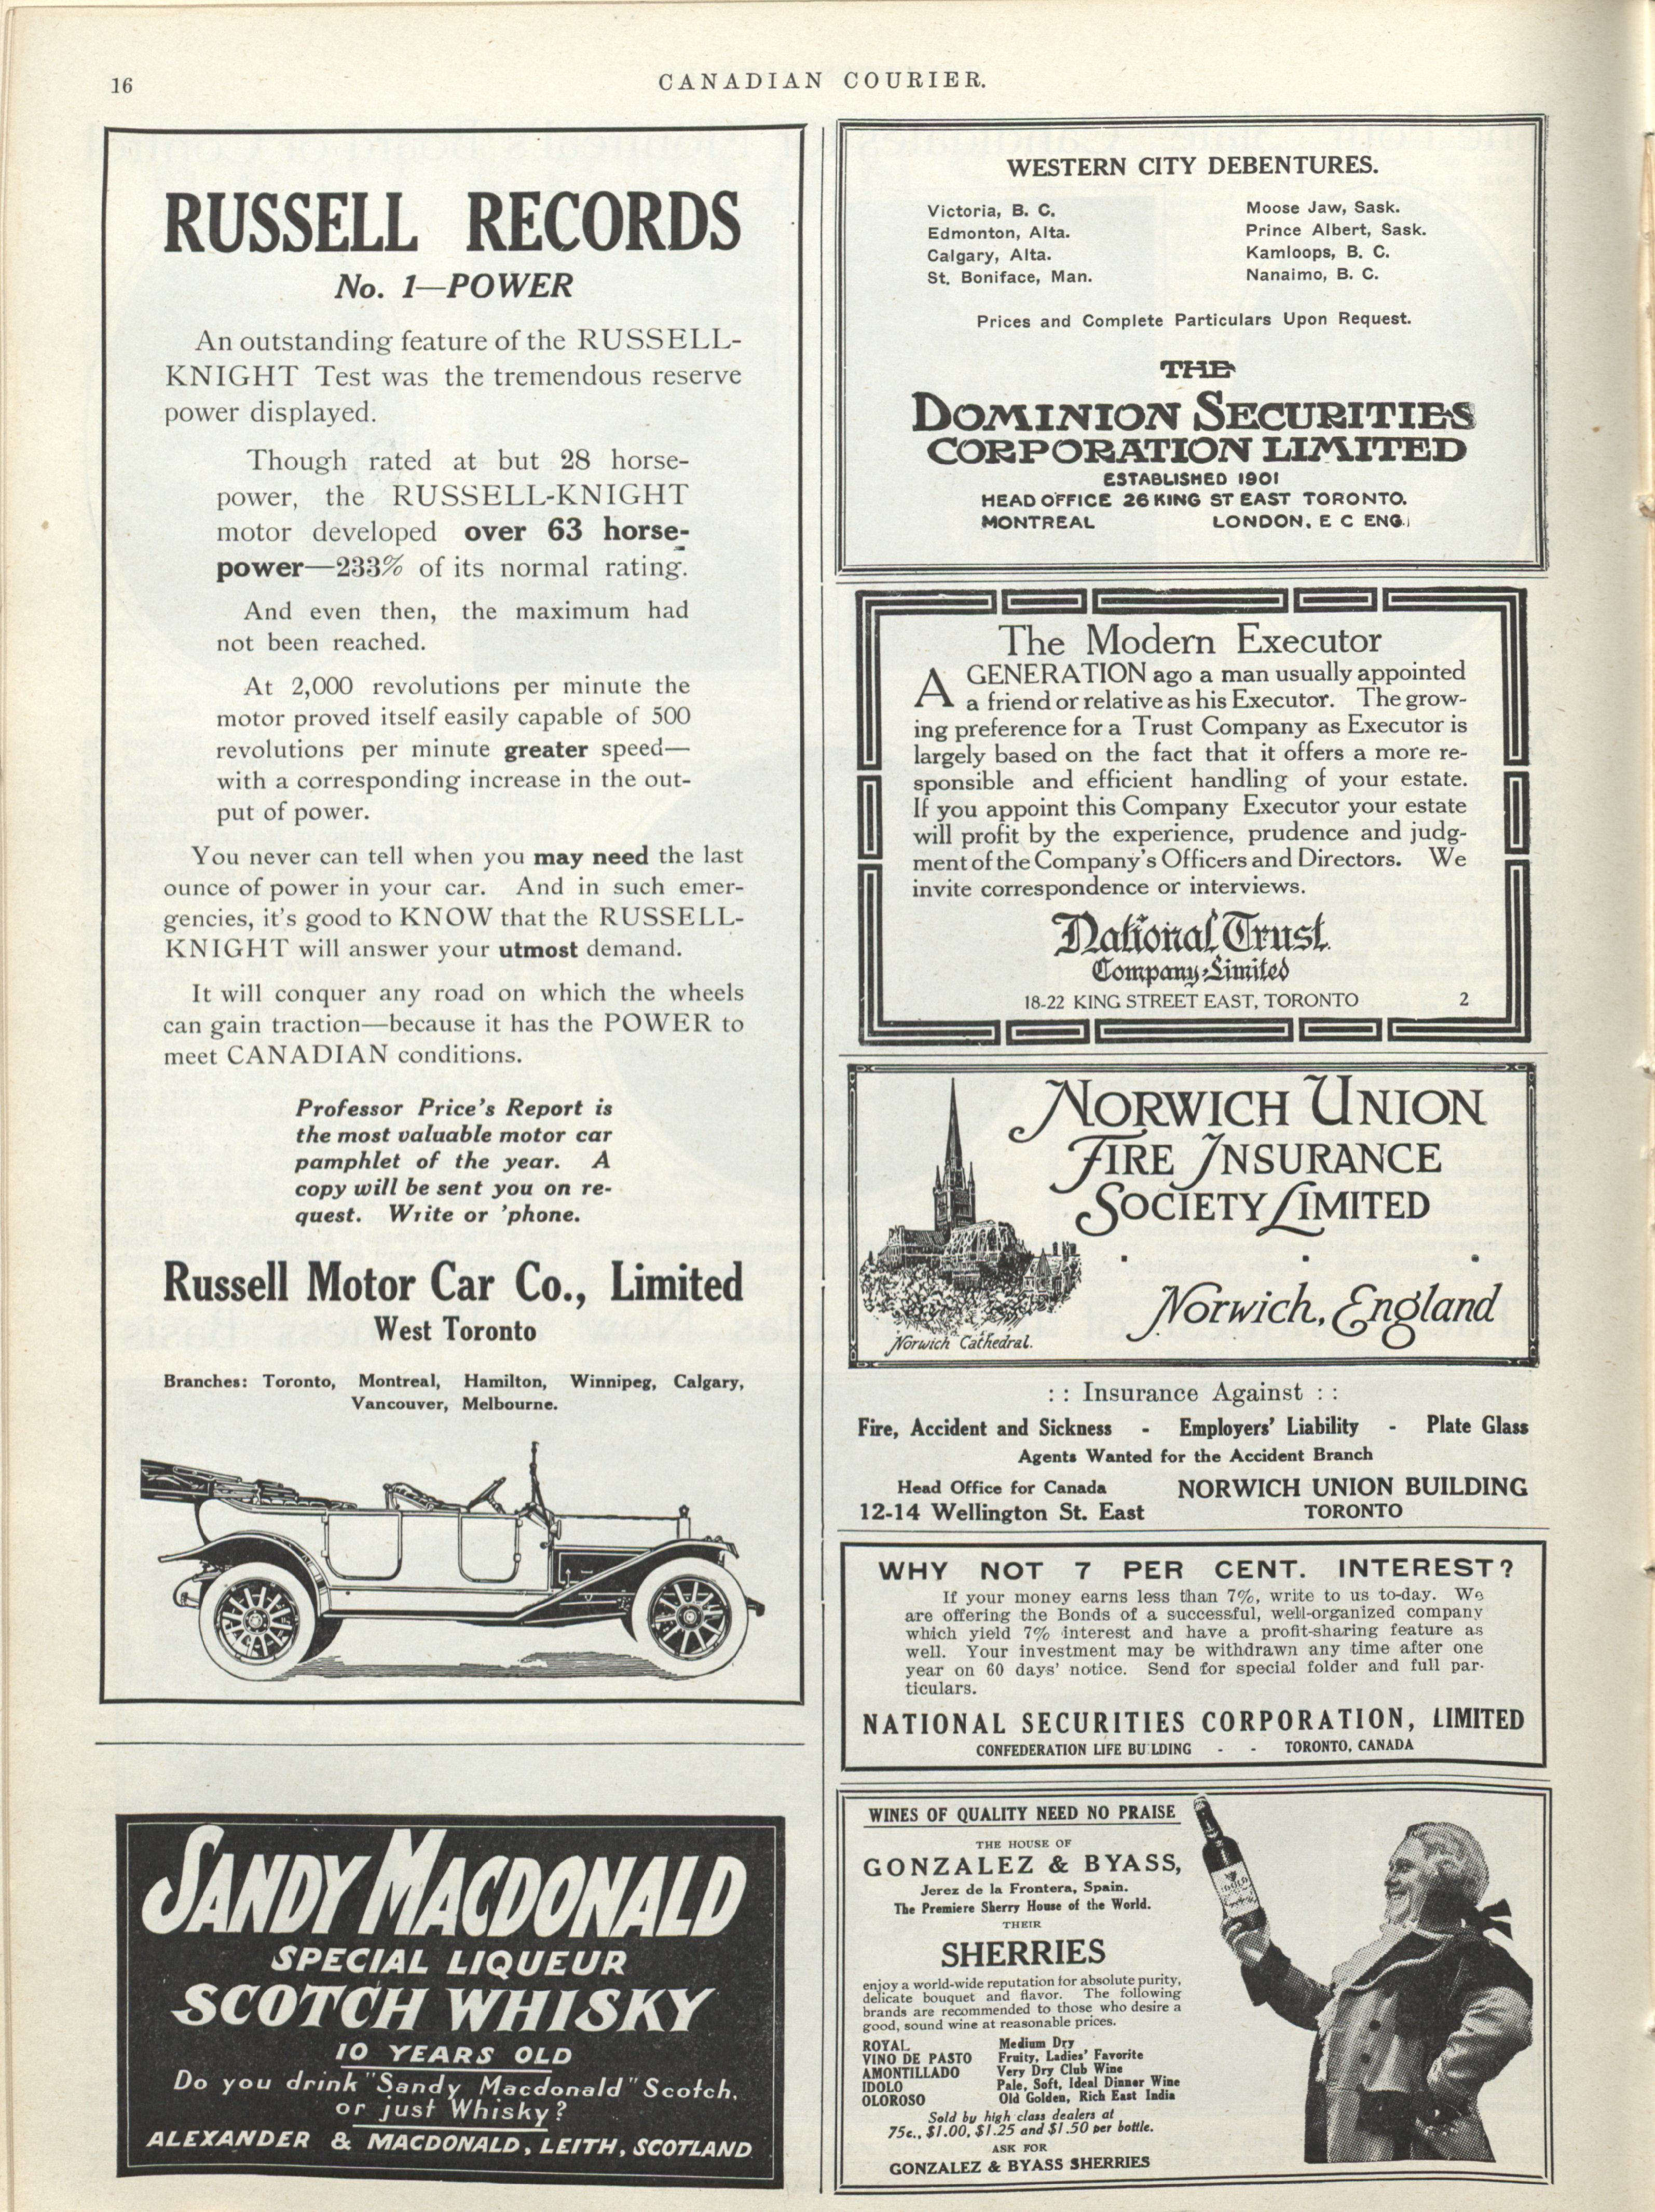 16
CANADIAN COURIER.
RUSSELL RECORDS
No. 1—POWER
An outstanding feature of the RUSSELL-
KNIGHT Test was the tremendous reserve
power displayed.
Though rated at but 28 horse-
power, the RUSSELL-KNIGHT
motor developed over 63 horse-
power—233% of its normal rating.
And even then, the maximum had
not been reached.
At 2,000 revolutions per minute the
motor proved itself easily capable of 500
revolutions per minute greater speed—
with a corresponding increase in the out-
put of power.
You never can tell when you may need the last
ounce of power in your car. And in such emer-
gencies, it's good to KNOW that the RUSSELL-
KNIGHT will answer your utmost demand.
It will conquer any road on which the wheels
can gain traction—because it has the POWER to
meet CANADIAN conditions.
Professor Price's Report is
the most valuable motor car
pamphlet of the year. A
copy will be sent you on re-
quest. Write or 'phone.
Russell Motor Car Co., Limited
West Toronto
Branches: Toronto, Montreal, Hamilton, Winnipeg, Calgary,
Vancouver, Melbourne.
SANDY MACDONALD
SPECIAL LIQUEUR
SCOTCH WHISKY
10 YEARS OLD
Do you drink "Sandy Macdonald" Scotch,
or just Whisky?
ALEXANDER & MACDONALD, LEITH, SCOTLAND
WESTERN CITY DEBENTURES.
Victoria, B. C. Moose Jaw, Sask.
Edmonton, Alta. Prince Albert, Sask.
Calgary, Alta. Kamloops, B. C.
St. Boniface, Man. Nanaimo, B. C.
Prices and Complete Particulars Upon Request.
THE
DOMINION SECURITIES
CORPORATION LIMITED
ESTABLISHED 1901
HEAD OFFICE 26 KING ST EAST TORONTO.
MONTREAL LONDON, E C ENG.
The Modern Executor
A GENERATION ago a man usually appointed
a friend or relative as his Executor. The grow-
ing preference for a Trust Company as Executor is
largely based on the fact that it offers a more re-
sponsible and efficient handling of your estate.
If you appoint this Company Executor your estate
will profit by the experience, prudence and judg-
ment of the Company's Officers and Directors. We
invite correspondence or interviews.
National Trust
Company Limited
18-22 KING STREET EAST, TORONTO 2
NORWICH UNION
FIRE INSURANCE
SOCIETY LIMITED
Norwich, England
Norwich Cathedral.
:: Insurance Against ::
Fire, Accident and Sickness - Employers' Liability - Plate Glass
Agents Wanted for the Accident Branch
Head Office for Canada NORWICH UNION BUILDING
12-14 Wellington St. East TORONTO
WHY NOT 7 PER CENT. INTEREST?
If your money earns less than 7%, write to us to-day. We
are offering the Bonds of a successful, well-organized company
which yield 7% interest and have a profit-sharing feature as
well. Your investment may be withdrawn any time after one
year on 60 days' notice. Send for special folder and full par-
ticulars.
NATIONAL SECURITIES CORPORATION, LIMITED
CONFEDERATION LIFE BU LDING - - TORONTO, CANADA
WINES OF QUALITY NEED NO PRAISE
THE HOUSE OF
GONZALEZ & BYASS,
Jerez de la Frontera, Spain.
The Premiere Sherry House of the World.
THEIR
SHERRIES
enjoy a world-wide reputation for absolute purity,
delicate bouquet and flavor. The following
brands are recommended to those who desire a
good, sound wine at reasonable prices.
ROYAL Medium Dry
VINO DE PASTO Fruity, Ladies' Favorite
AMONTILLADO Very Dry Club Wine
IDOLO Pale, Soft, Ideal Dinner Wine
OLOROSO Old Golden, Rich East India
Sold by high class dealers at
75c., $1.00, $1.25 and $1.50 per bottle.
ASK FOR
GONZALEZ & BYASS SHERRIES
IDOLO